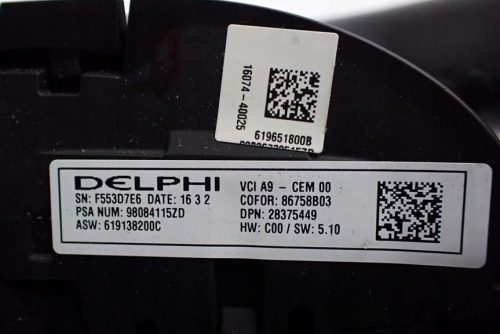 16074-40025
619651800B
DELPHI
VCI A9 - CEM 00
SN: F553D7E6 DATE: 16 3 2
COFOR: 86758B03
PSA NUM: 98084115ZD
DPN: 28375449
ASW: 619138200C
HW: C00 / SW: 5.10